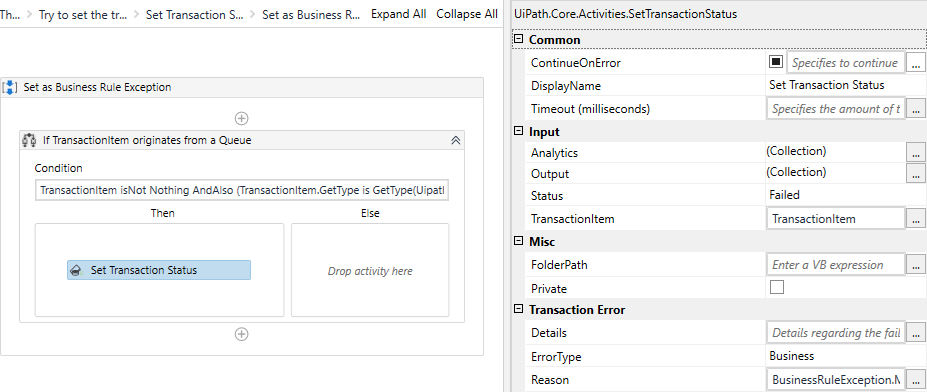 Th... > Try to set the tr... > Set Transaction S... > Set as Business R... Expand All Collapse All
Set as Business Rule Exception
If TransactionItem originates from a Queue
Condition
TransactionItem isNot Nothing AndAlso (TransactionItem.GetType is GetType(Uipath
Then Else
Set Transaction Status
Drop activity here
UiPath.Core.Activities.SetTransactionStatus
Common
ContinueOnError Specifies to continue ...
DisplayName Set Transaction Status
Timeout (milliseconds) Specifies the amount of t ...
Input
Analytics (Collection) ...
Output (Collection) ...
Status Failed
TransactionItem TransactionItem ...
Misc
FolderPath Enter a VB expression ...
Private
Transaction Error
Details Details regarding the fail ...
ErrorType Business
Reason BusinessRuleException.M ...